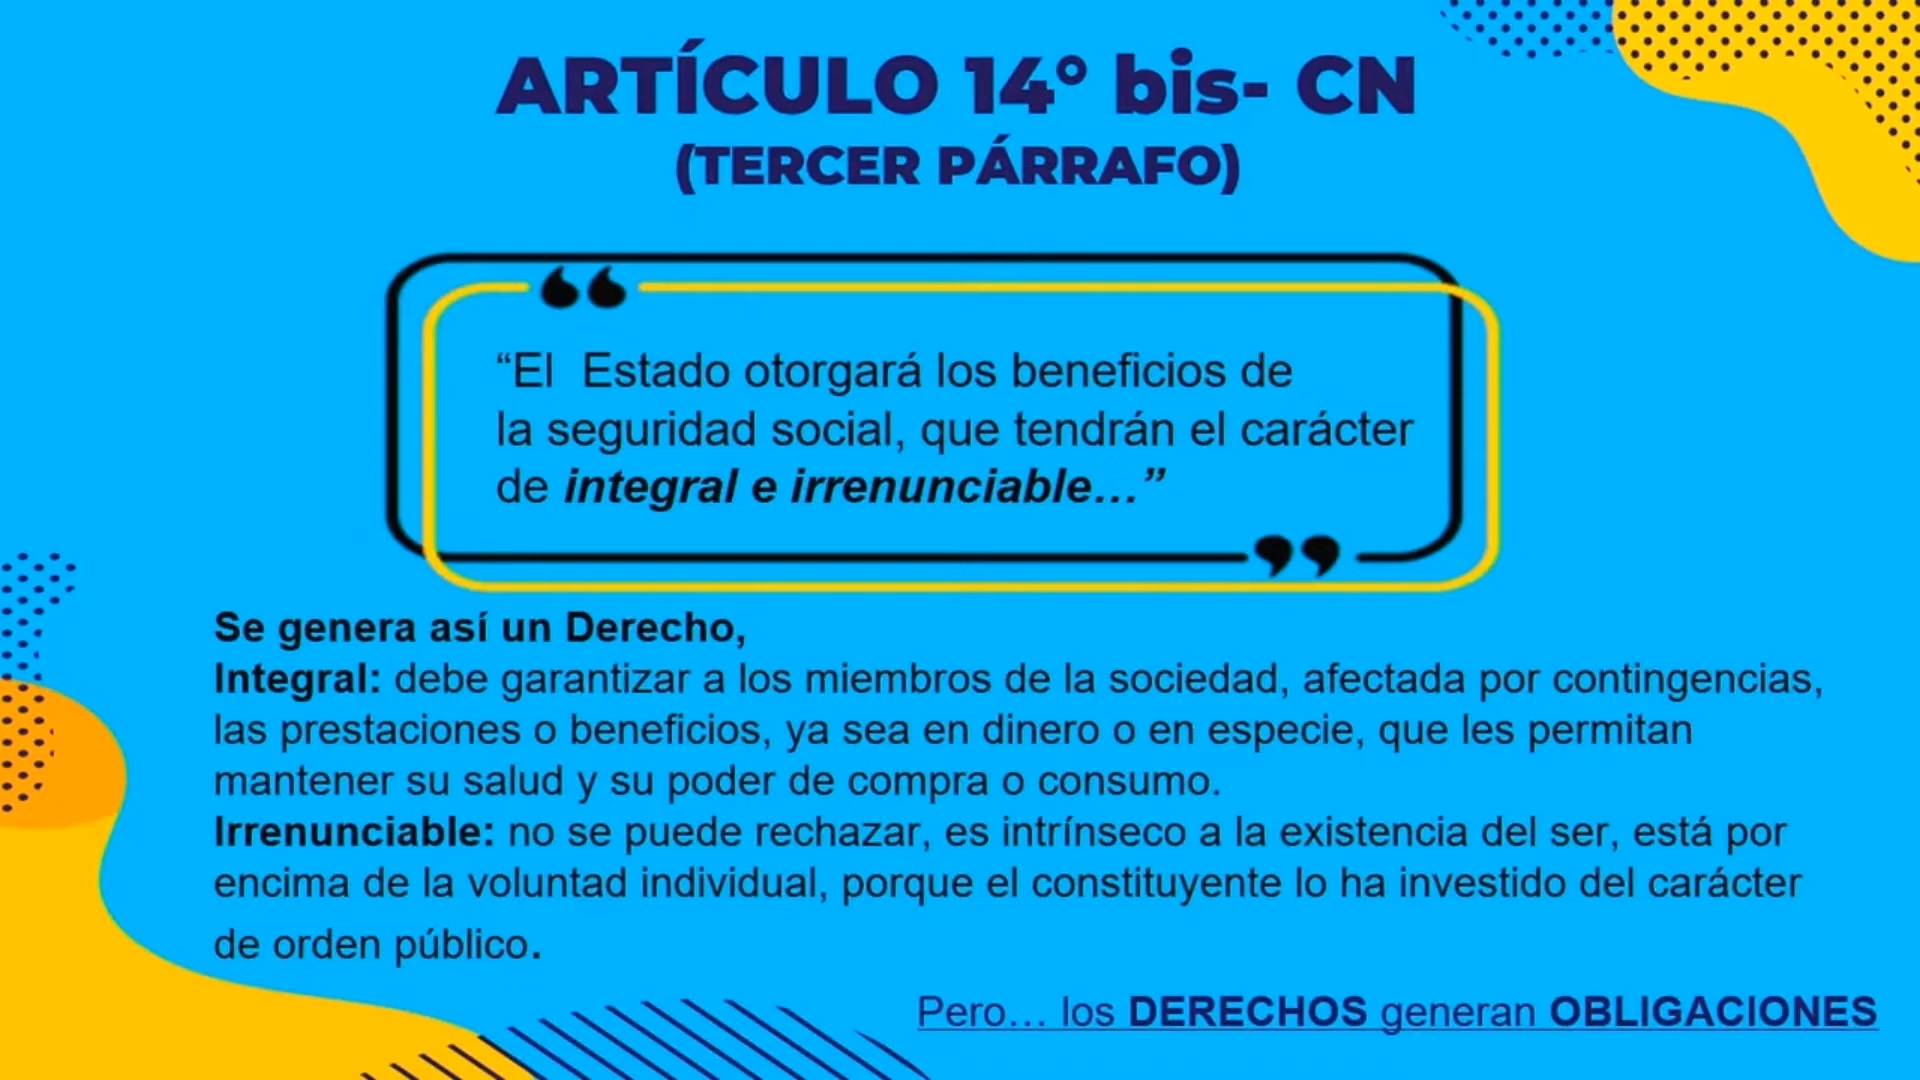 ARTÍCULO 14° bis- CN
(TERCER PÁRRAFO)
“El  Estado otorgará los beneficios de
la seguridad social, que tendrán el carácter
de integral e irrenunciable...”
Se genera así un Derecho,
Integral: debe garantizar a los miembros de la sociedad, afectada por contingencias,
las prestaciones o beneficios, ya sea en dinero o en especie, que les permitan
mantener su salud y su poder de compra o consumo.
Irrenunciable: no se puede rechazar, es intrínseco a la existencia del ser, está por
encima de la voluntad individual, porque el constituyente lo ha investido del carácter
de orden público.
Pero... los DERECHOS generan OBLIGACIONES